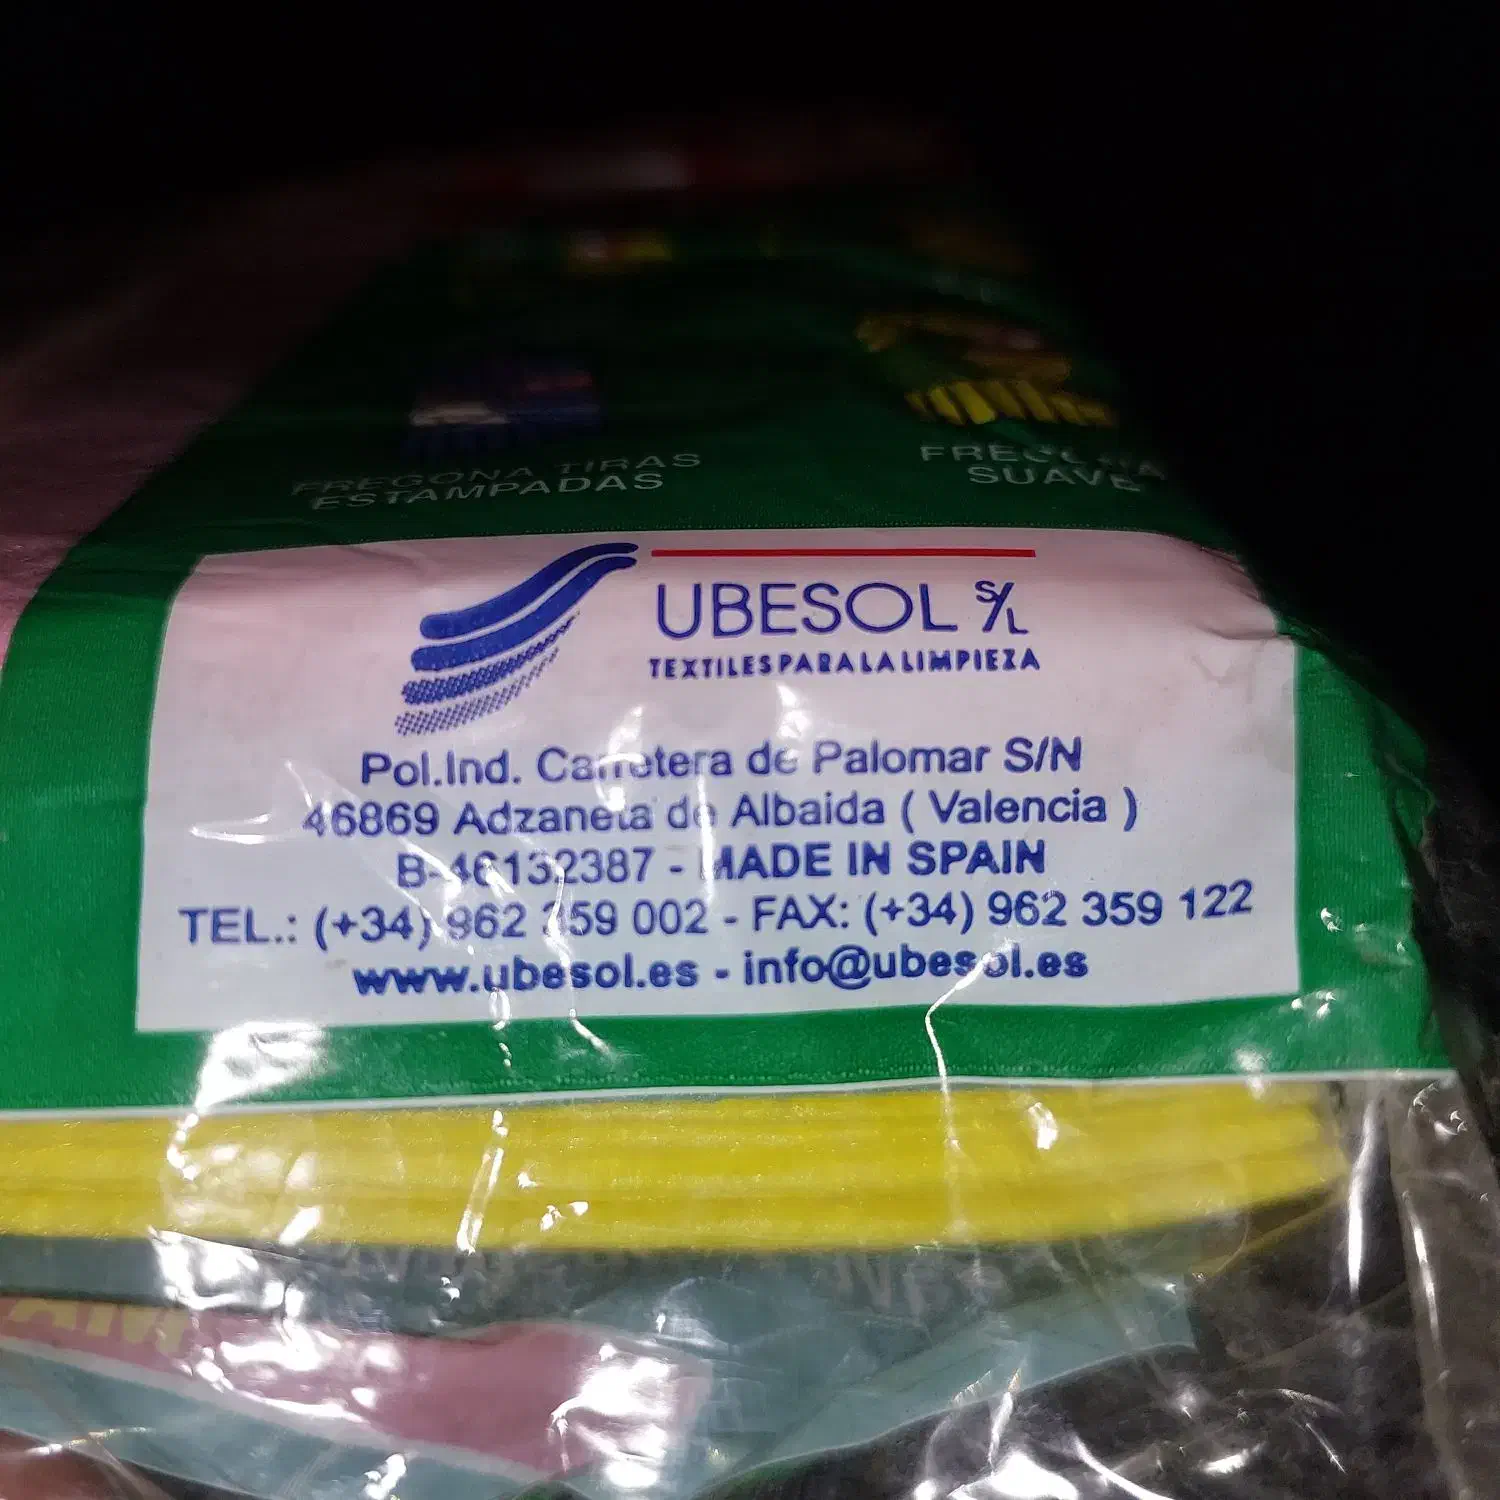 FREGONA TIRAS
ESTAMPADAS
FREGONA
SUAVE
UBESOL S/L
TEXTILES PARA LA LIMPIEZA
Pol.Ind. Carretera de Palomar S/N
46869 Adzaneta de Albaida ( Valencia )
B-46132387 - MADE IN SPAIN
TEL.: (+34) 962 359 002 - FAX: (+34) 962 359 122
www.ubesol.es - info@ubesol.es